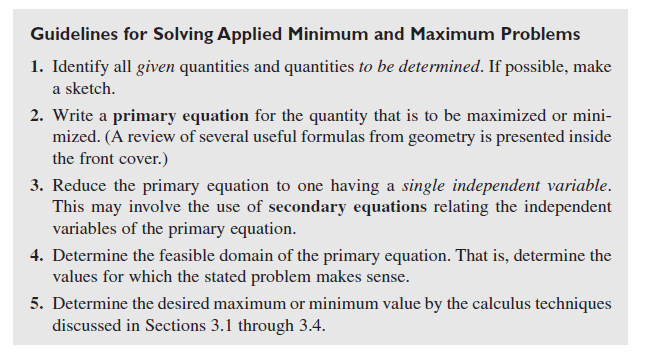 Guidelines for Solving Applied Minimum and Maximum Problems
1. Identify all given quantities and quantities to be determined. If possible, make
a sketch.
2. Write a primary equation for the quantity that is to be maximized or mini-
mized. (A review of several useful formulas from geometry is presented inside
the front cover.)
3. Reduce the primary equation to one having a single independent variable.
This may involve the use of secondary equations relating the independent
variables of the primary equation.
4. Determine the feasible domain of the primary equation. That is, determine the
values for which the stated problem makes sense.
5. Determine the desired maximum or minimum value by the calculus techniques
discussed in Sections 3.1 through 3.4.